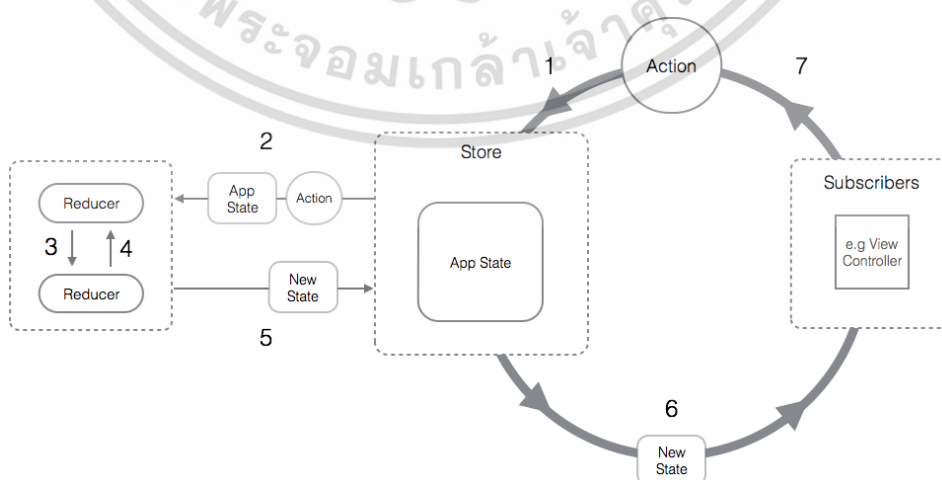 พระจอมเกล้าเจ้าคุณ
1
Action
7
2
Store
Subscribers
App
State
Action
Reducer
e.g View
Controller
3
4
App State
Reducer
New
State
5
6
New
State